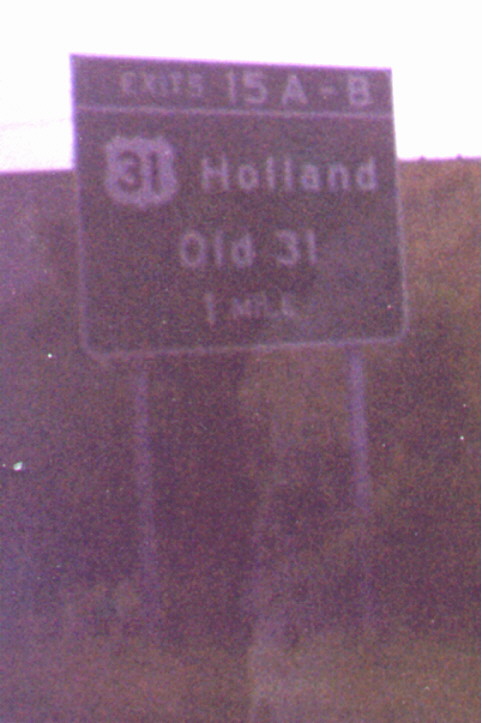 EXITS 15 A - B
31 Holland
Old 31
1 MILE